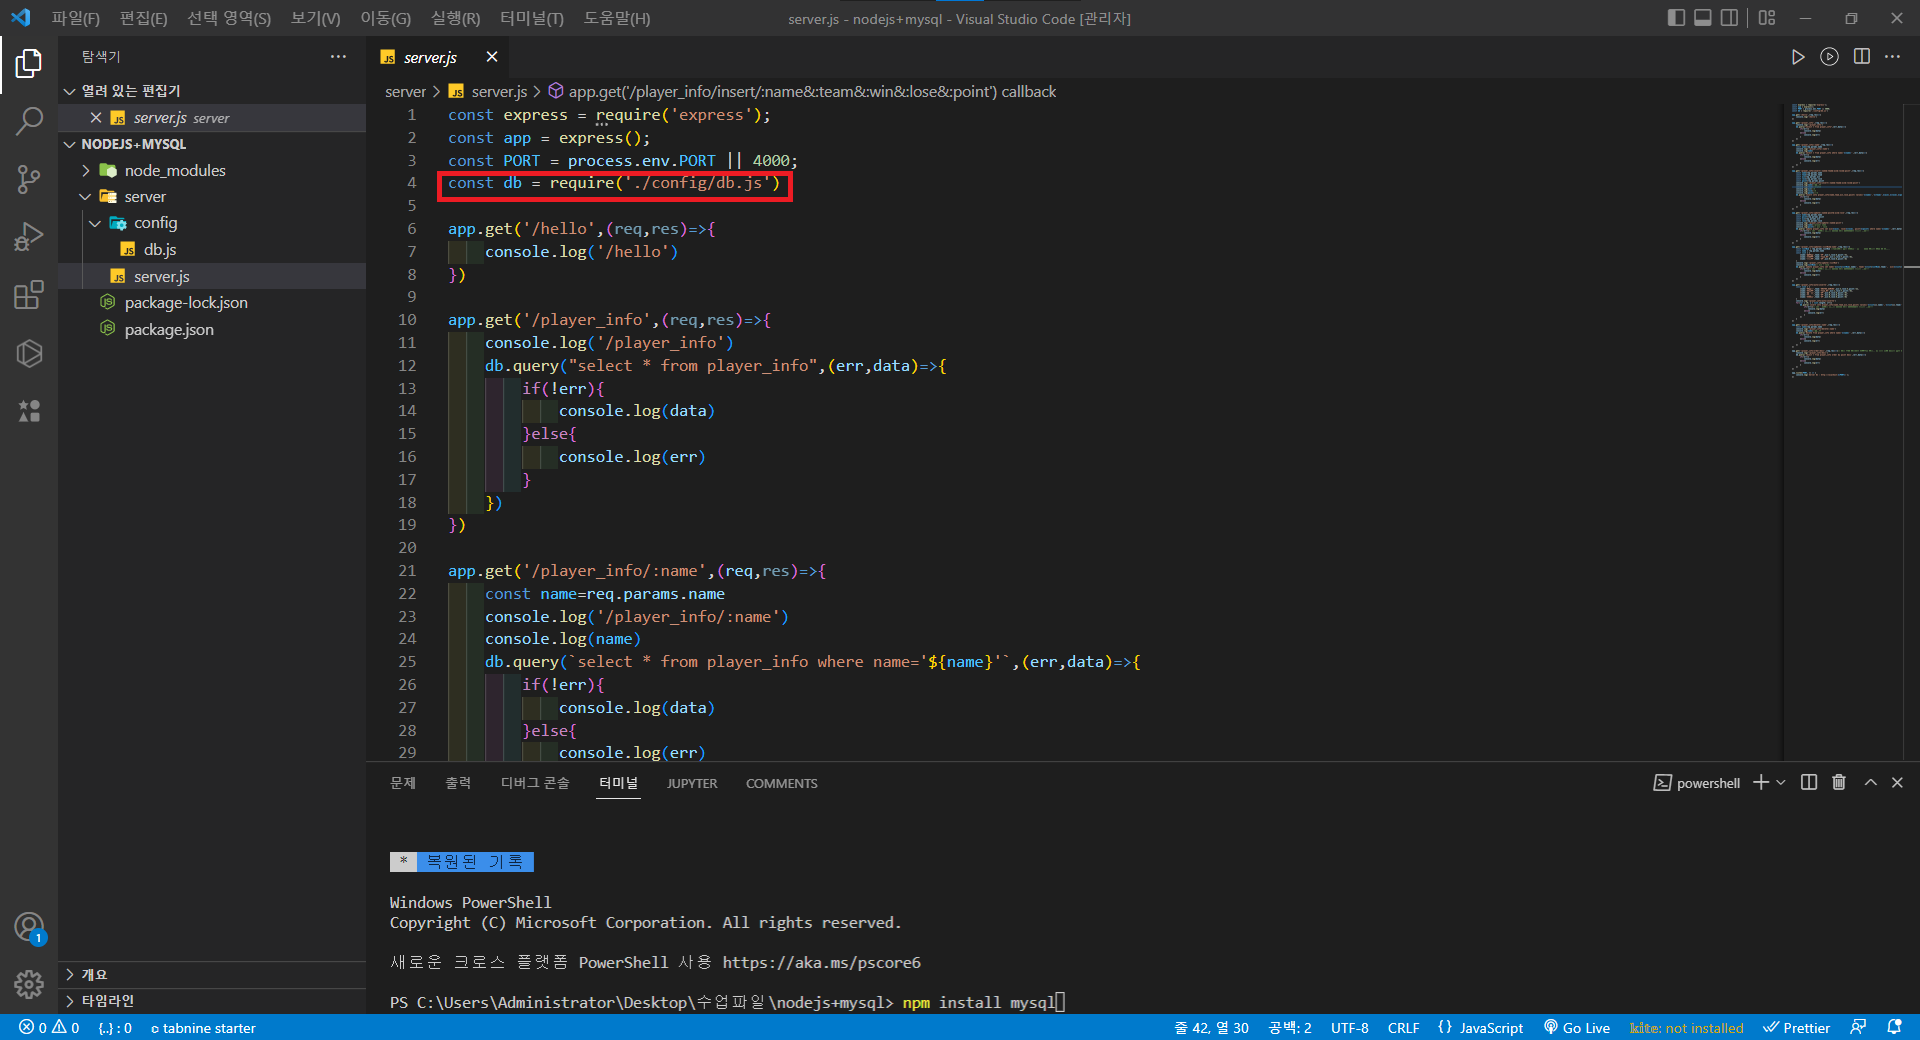 파일(F) 편집(E) 선택 영역(S) 보기(V) 이동(G) 실행(R) 터미널(T) 도움말(H)
server.js - nodejs+mysql - Visual Studio Code [관리자]
탐색기
열려 있는 편집기
server.js server
NODEJS+MYSQL
node_modules
server
config
db.js
server.js
package-lock.json
package.json
개요
타임라인
server.js
server > server.js > app.get('/player_info/insert/:name&:team&:win&:lose&:point') callback
1 const express = require('express');
2 const app = express();
3 const PORT = process.env.PORT || 4000;
4 const db = require('./config/db.js')
5
6 app.get('/hello',(req,res)=>{
7 console.log('/hello')
8 })
9
10 app.get('/player_info',(req,res)=>{
11 console.log('/player_info')
12 db.query("select * from player_info",(err,data)=>{
13 if(!err){
14 console.log(data)
15 }else{
16 console.log(err)
17 }
18 })
19 })
20
21 app.get('/player_info/:name',(req,res)=>{
22 const name=req.params.name
23 console.log('/player_info/:name')
24 console.log(name)
25 db.query(`select * from player_info where name='${name}'`,(err,data)=>{
26 if(!err){
27 console.log(data)
28 }else{
29 console.log(err)
문제 출력 디버그 콘솔 터미널 JUPYTER COMMENTS
powershell
* 복원된 기록
Windows PowerShell
Copyright (C) Microsoft Corporation. All rights reserved.
새로운 크로스 플랫폼 PowerShell 사용 https://aka.ms/pscore6
PS C:\Users\Administrator\Desktop\수업파일\nodejs+mysql> npm install mysql
1
0 0 {..} : 0 tabnine starter
줄 42, 열 30 공백: 2 UTF-8 CRLF {} JavaScript Go Live kite: not installed Prettier